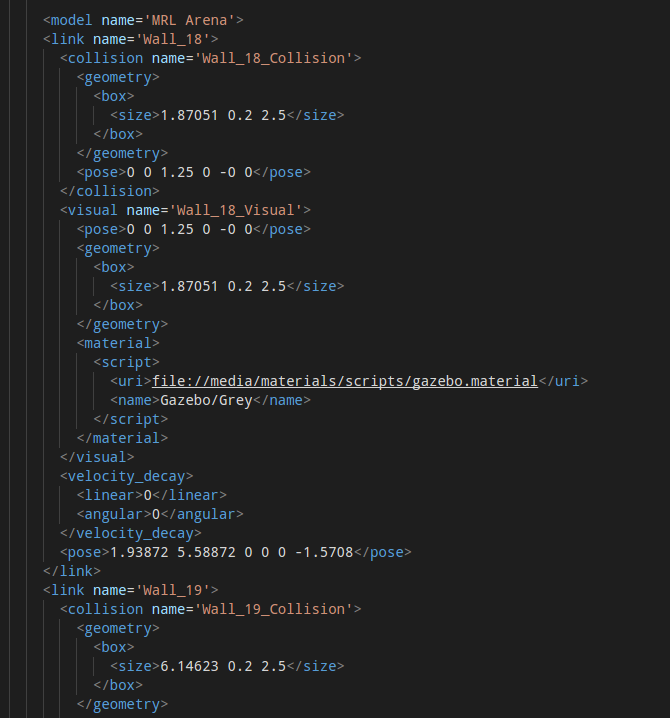 <model name='MRL Arena'>
<link name='Wall_18'>
<collision name='Wall_18_Collision'>
<geometry>
<box>
<size>1.87051 0.2 2.5</size>
</box>
</geometry>
<pose>0 0 1.25 0 -0 0</pose>
</collision>
<visual name='Wall_18_Visual'>
<pose>0 0 1.25 0 -0 0</pose>
<geometry>
<box>
<size>1.87051 0.2 2.5</size>
</box>
</geometry>
<material>
<script>
<uri>file://media/materials/scripts/gazebo.material</uri>
<name>Gazebo/Grey</name>
</script>
</material>
</visual>
<velocity_decay>
<linear>0</linear>
<angular>0</angular>
</velocity_decay>
<pose>1.93872 5.58872 0 0 0 -1.5708</pose>
</link>
<link name='Wall_19'>
<collision name='Wall_19_Collision'>
<geometry>
<box>
<size>6.14623 0.2 2.5</size>
</box>
</geometry>